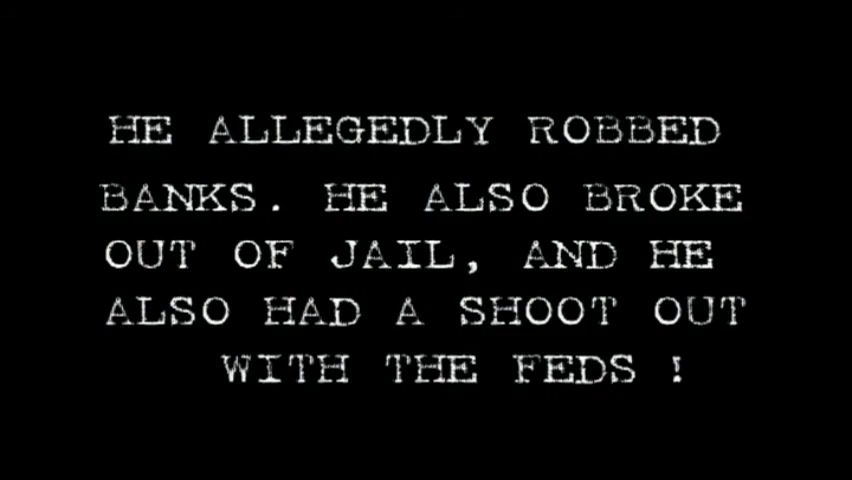 HE ALLEGEDLY ROBBED
BANKS. HE ALSO BROKE
OUT OF JAIL, AND HE
ALSO HAD A SHOOT OUT
WITH THE FEDS !